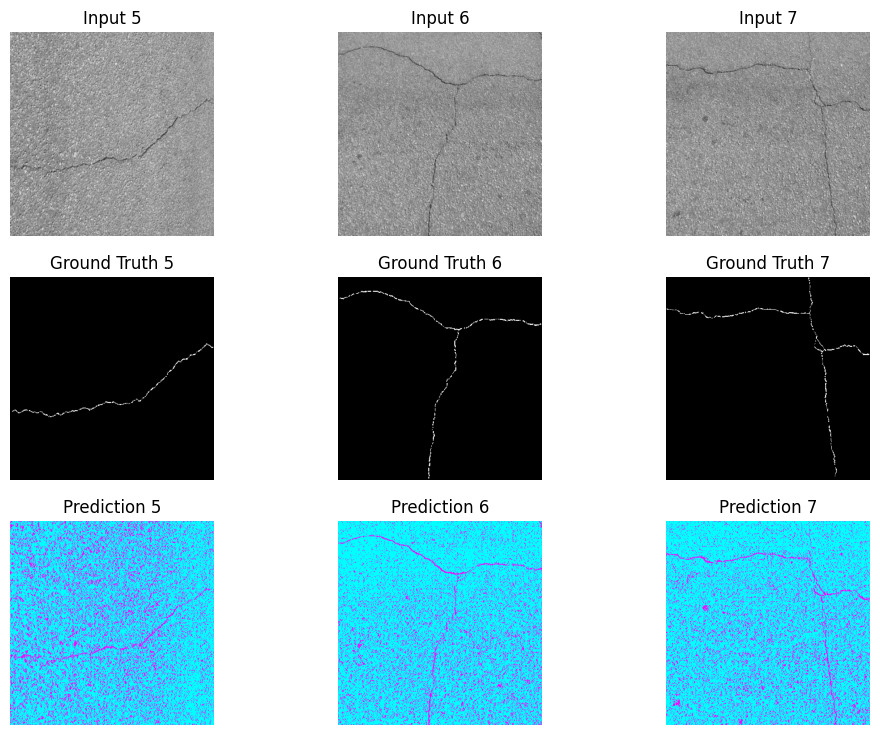 Input 5
Input 6
Input 7
Ground Truth 5
Ground Truth 6
Ground Truth 7
Prediction 5
Prediction 6
Prediction 7